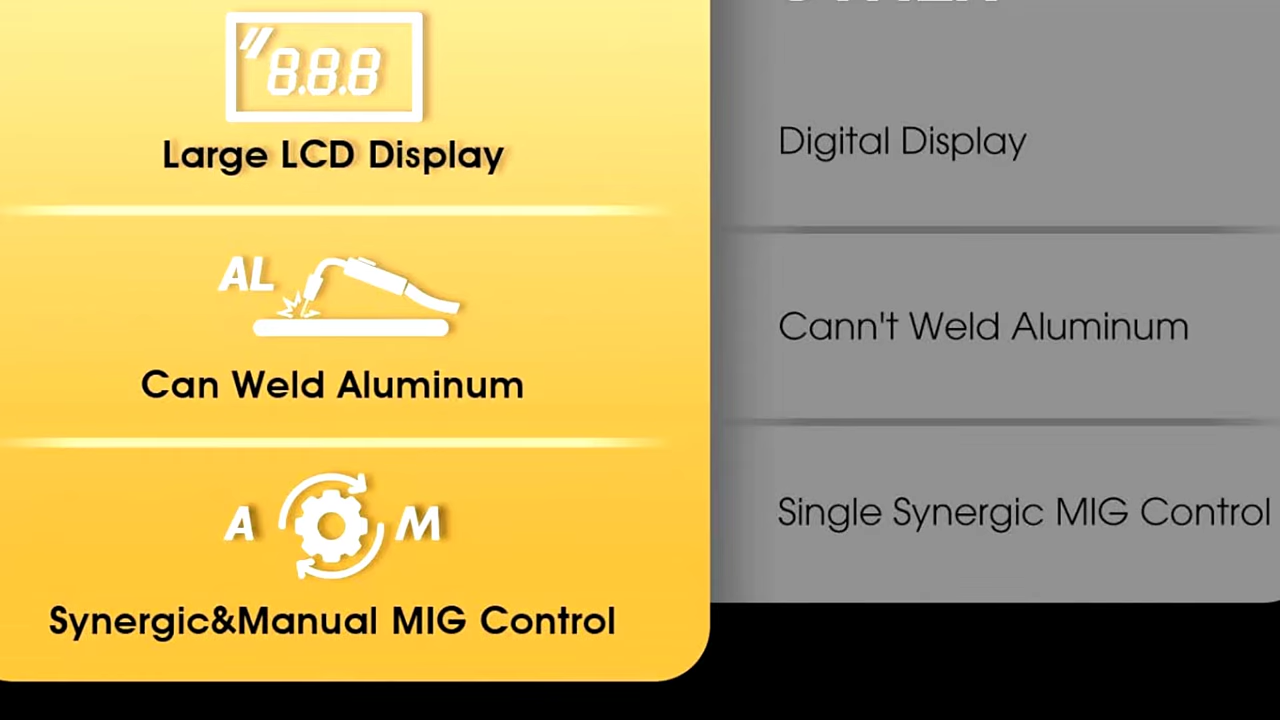 8.8.8
Large LCD Display
AL
Can Weld Aluminum
A M
Synergic&Manual MIG Control
Digital Display
Cann't Weld Aluminum
Single Synergic MIG Control